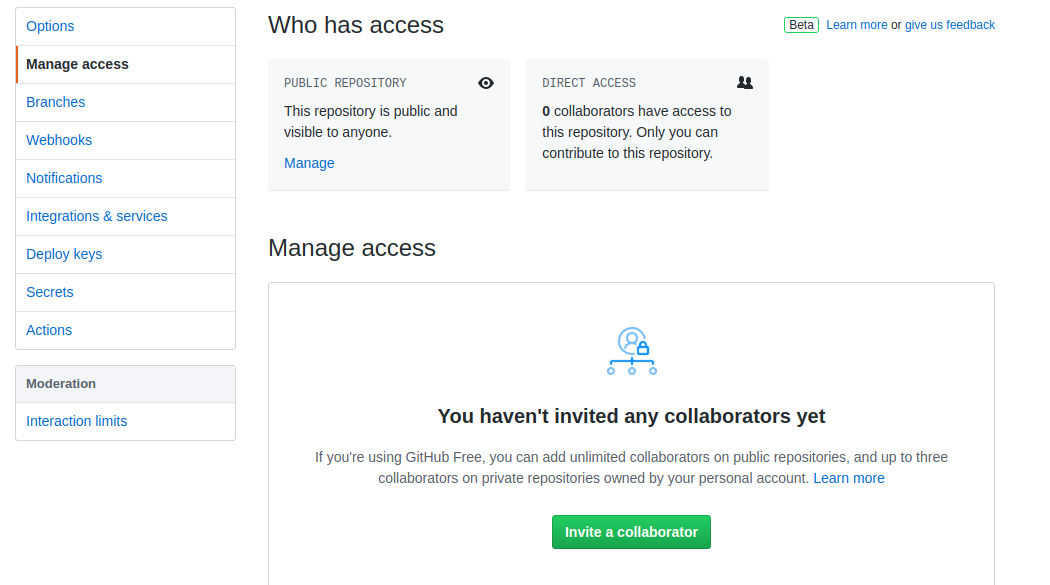 Options
Manage access
Branches
Webhooks
Notifications
Integrations & services
Deploy keys
Secrets
Actions
Moderation
Interaction limits
Who has access
Beta Learn more or give us feedback
PUBLIC REPOSITORY
This repository is public and
visible to anyone.
Manage
DIRECT ACCESS
0 collaborators have access to
this repository. Only you can
contribute to this repository.
Manage access
You haven't invited any collaborators yet
If you're using GitHub Free, you can add unlimited collaborators on public repositories, and up to three
collaborators on private repositories owned by your personal account. Learn more
Invite a collaborator